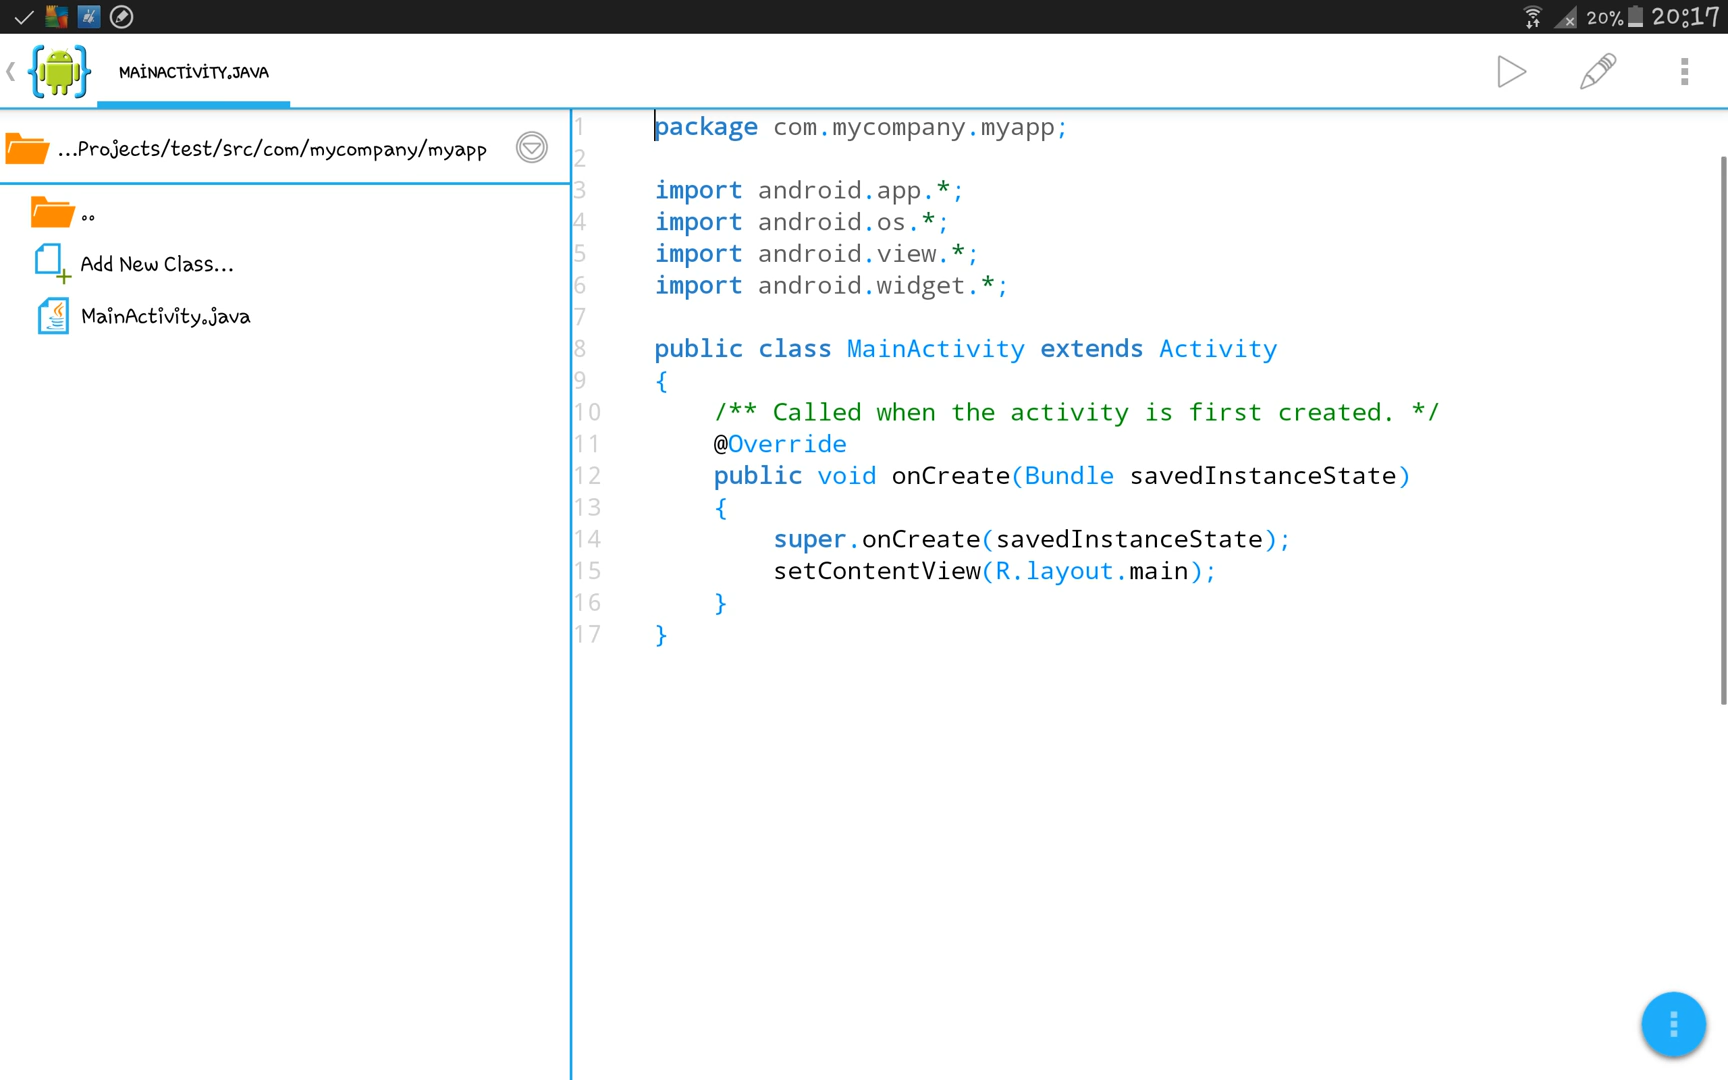 20% 20:17
MAINACTIVITY.JAVA
...Projects/test/src/com/mycompany/myapp
..
Add New Class...
MainActivity.java
1 package com.mycompany.myapp;
2
3 import android.app.*;
4 import android.os.*;
5 import android.view.*;
6 import android.widget.*;
7
8 public class MainActivity extends Activity
9 {
10 /** Called when the activity is first created. */
11 @Override
12 public void onCreate(Bundle savedInstanceState)
13 {
14 super.onCreate(savedInstanceState);
15 setContentView(R.layout.main);
16 }
17 }